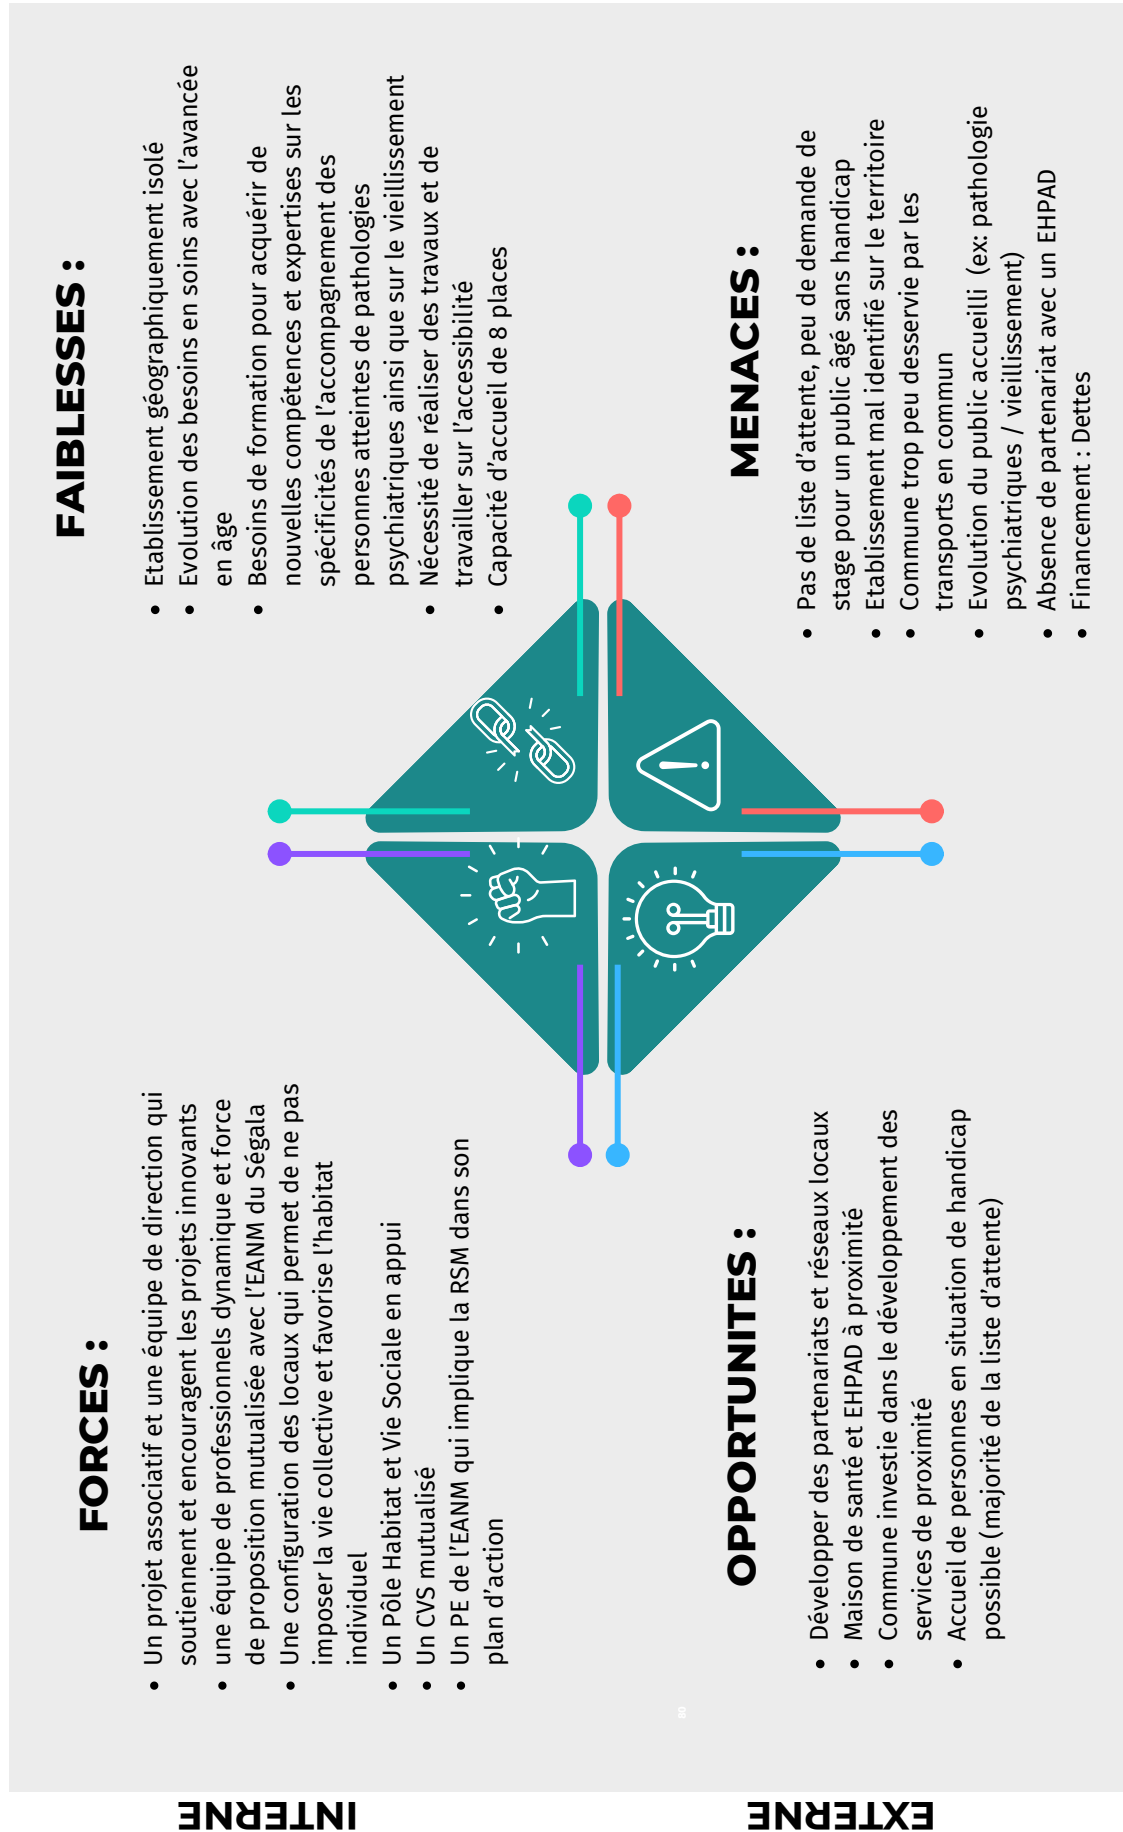 INTERNE
FORCES :
• Un projet associatif et une équipe de direction qui
soutiennent et encouragent les projets innovants
• une équipe de professionnels dynamique et force
de proposition mutualisée avec l'EANM du Ségala
• Une configuration des locaux qui permet de ne pas
imposer la vie collective et favorise l'habitat
individuel
• Un Pôle Habitat et Vie Sociale en appui
• Un CVS mutualisé
• Un PE de l'EANM qui implique la RSM dans son
plan d'action
FAIBLESSES :
• Etablissement géographiquement isolé
• Evolution des besoins en soins avec l'avancée
en âge
• Besoins de formation pour acquérir de
nouvelles compétences et expertises sur les
spécificités de l'accompagnement des
personnes atteintes de pathologies
psychiatriques ainsi que sur le vieillissement
• Nécessité de réaliser des travaux et de
travailler sur l'accessibilité
• Capacité d'accueil de 8 places
EXTERNE
OPPORTUNITES :
• Développer des partenariats et réseaux locaux
• Maison de santé et EHPAD à proximité
• Commune investie dans le développement des
services de proximité
• Accueil de personnes en situation de handicap
possible (majorité de la liste d'attente)
MENACES :
• Pas de liste d'attente, peu de demande de
stage pour un public âgé sans handicap
• Etablissement mal identifié sur le territoire
• Commune trop peu desservie par les
transports en commun
• Evolution du public accueilli (ex: pathologie
psychiatriques / vieillissement)
• Absence de partenariat avec un EHPAD
• Financement : Dettes
80